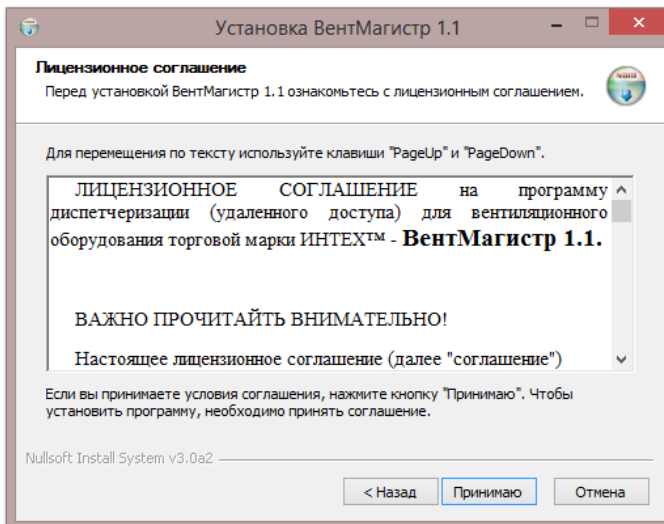 Установка ВентМагистр 1.1
Лицензионное соглашение
Перед установкой ВентМагистр 1.1 ознакомьтесь с лицензионным соглашением.
Для перемещения по тексту используйте клавиши "PageUp" и "PageDown".
ЛИЦЕНЗИОННОЕ СОГЛАШЕНИЕ на программу
диспетчеризации (удаленного доступа) для вентиляционного
оборудования торговой марки ИНТЕХ™ - ВентМагистр 1.1.
ВАЖНО ПРОЧИТАЙТЬ ВНИМАТЕЛЬНО!
Настоящее лицензионное соглашение (далее "соглашение")
Если вы принимаете условия соглашения, нажмите кнопку "Принимаю". Чтобы
установить программу, необходимо принять соглашение.
Nullsoft Install System v3.0a2
< Назад Принимаю Отмена